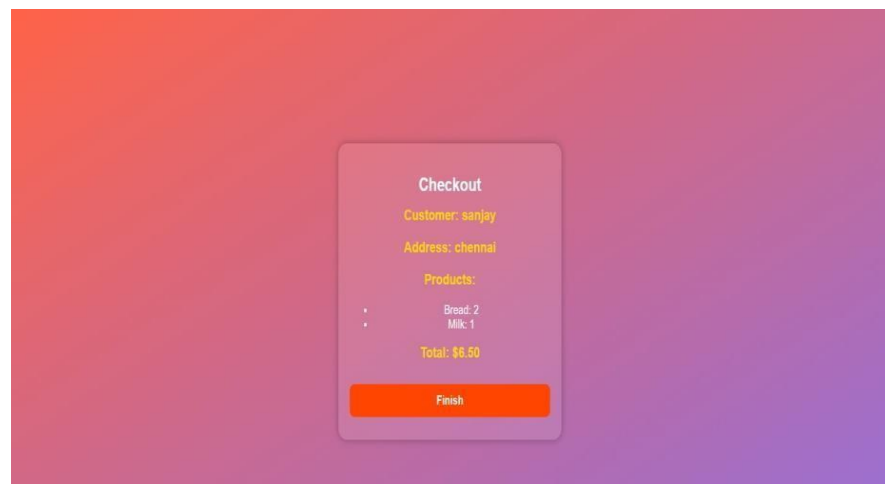 Checkout
Customer: sanjay
Address: chennai
Products:
• Bread: 2
• Milk: 1
Total: $6.50
Finish